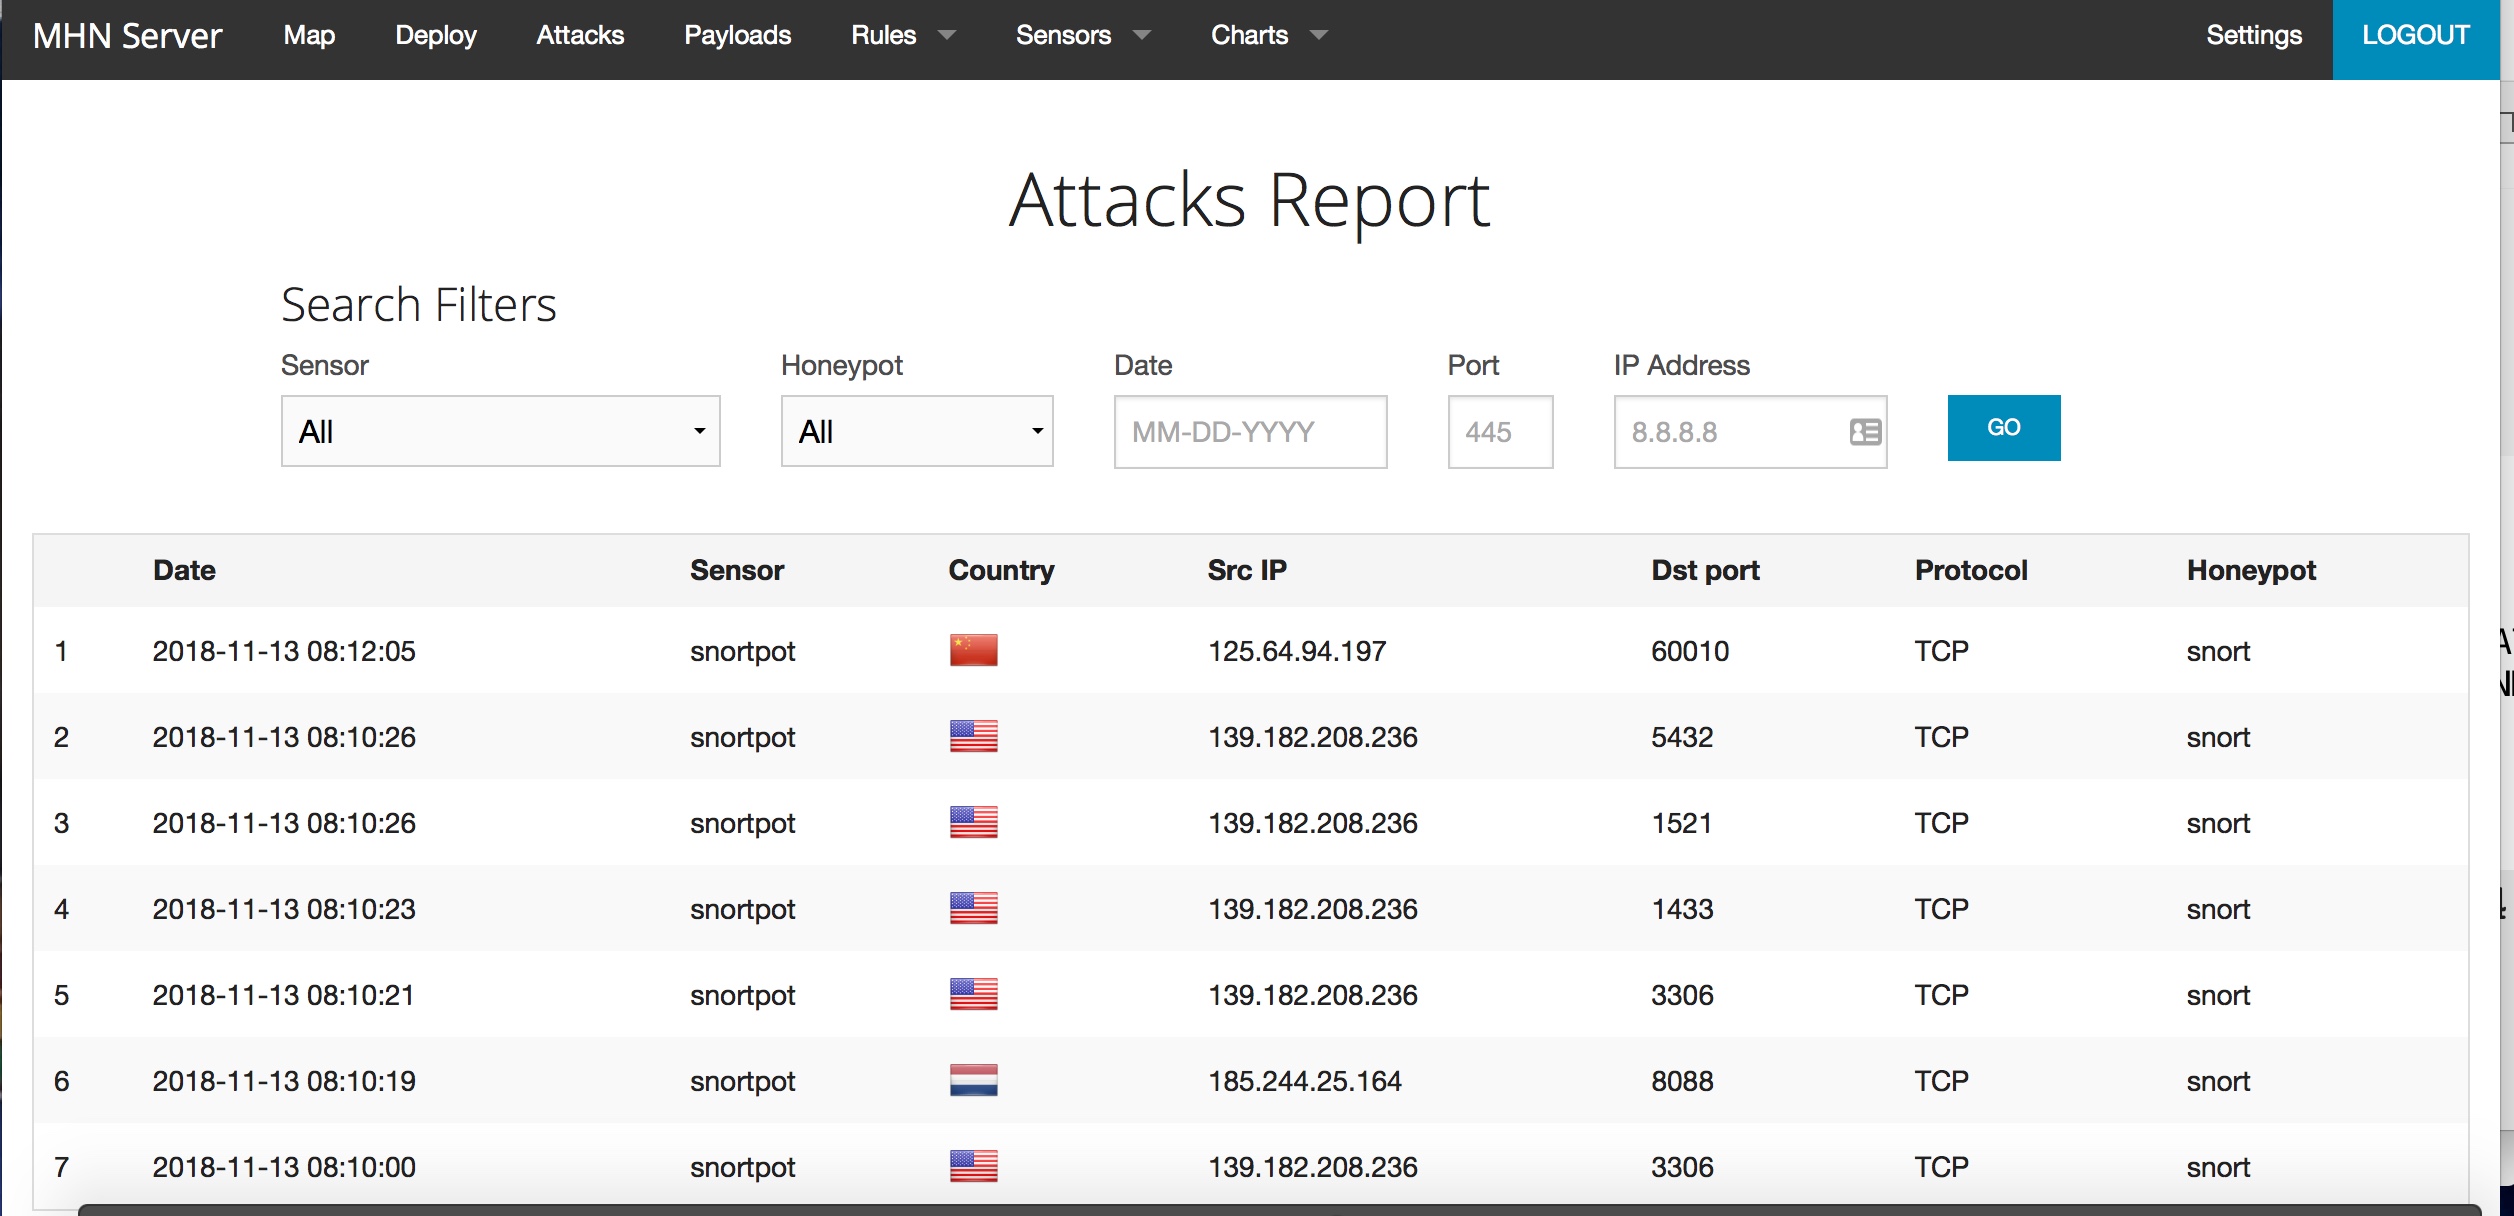 MHN Server Map Deploy Attacks Payloads Rules Sensors Charts Settings LOGOUT
Attacks Report
Search Filters
Sensor Honeypot Date Port IP Address
All All MM-DD-YYYY 445 8.8.8.8 GO
Date Sensor Country Src IP Dst port Protocol Honeypot
1 2018-11-13 08:12:05 snortpot 125.64.94.197 60010 TCP snort
2 2018-11-13 08:10:26 snortpot 139.182.208.236 5432 TCP snort
3 2018-11-13 08:10:26 snortpot 139.182.208.236 1521 TCP snort
4 2018-11-13 08:10:23 snortpot 139.182.208.236 1433 TCP snort
5 2018-11-13 08:10:21 snortpot 139.182.208.236 3306 TCP snort
6 2018-11-13 08:10:19 snortpot 185.244.25.164 8088 TCP snort
7 2018-11-13 08:10:00 snortpot 139.182.208.236 3306 TCP snort